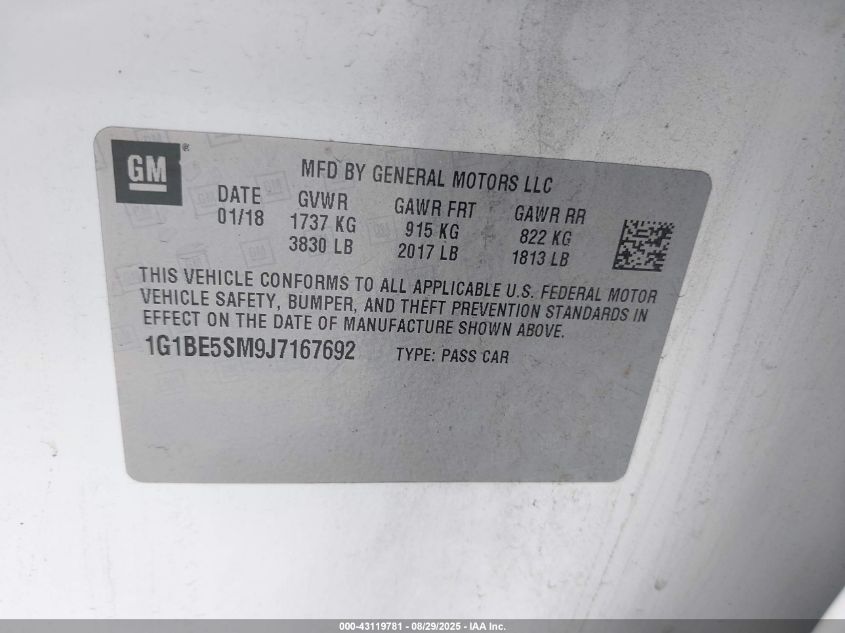 GM®
MFD BY GENERAL MOTORS LLC
DATE GVWR GAWR FRT GAWR RR
01/18 1737 KG 915 KG 822 KG
3830 LB 2017 LB 1813 LB
THIS VEHICLE CONFORMS TO ALL APPLICABLE U.S. FEDERAL MOTOR
VEHICLE SAFETY, BUMPER, AND THEFT PREVENTION STANDARDS IN
EFFECT ON THE DATE OF MANUFACTURE SHOWN ABOVE.
1G1BE5SM9J7167692 TYPE: PASS CAR
000-43119781 - 08/29/2025 - IAA Inc.